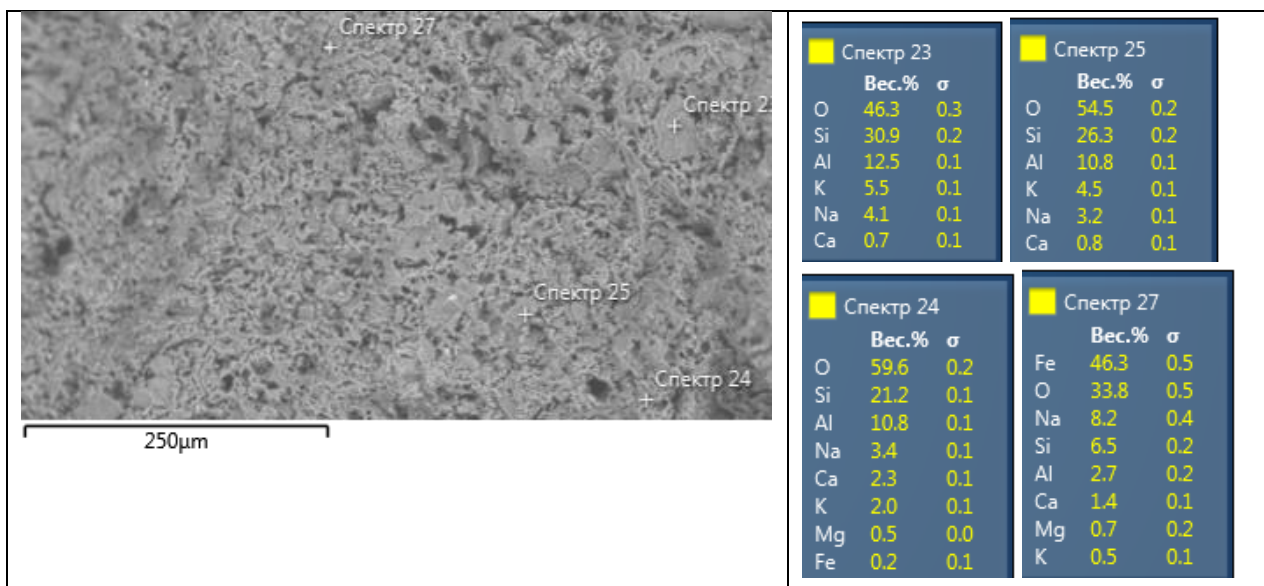 Спектр 27
Спектр 23
Спектр 25
Спектр 24
250µm
Спектр 23
Вес.% σ
O 46.3 0.3
Si 30.9 0.2
Al 12.5 0.1
K 5.5 0.1
Na 4.1 0.1
Ca 0.7 0.1
Спектр 25
Вес.% σ
O 54.5 0.2
Si 26.3 0.2
Al 10.8 0.1
K 4.5 0.1
Na 3.2 0.1
Ca 0.8 0.1
Спектр 24
Вес.% σ
O 59.6 0.2
Si 21.2 0.1
Al 10.8 0.1
Na 3.4 0.1
Ca 2.3 0.1
K 2.0 0.1
Mg 0.5 0.0
Fe 0.2 0.1
Спектр 27
Вес.% σ
Fe 46.3 0.5
O 33.8 0.5
Na 8.2 0.4
Si 6.5 0.2
Al 2.7 0.2
Ca 1.4 0.1
Mg 0.7 0.2
K 0.5 0.1